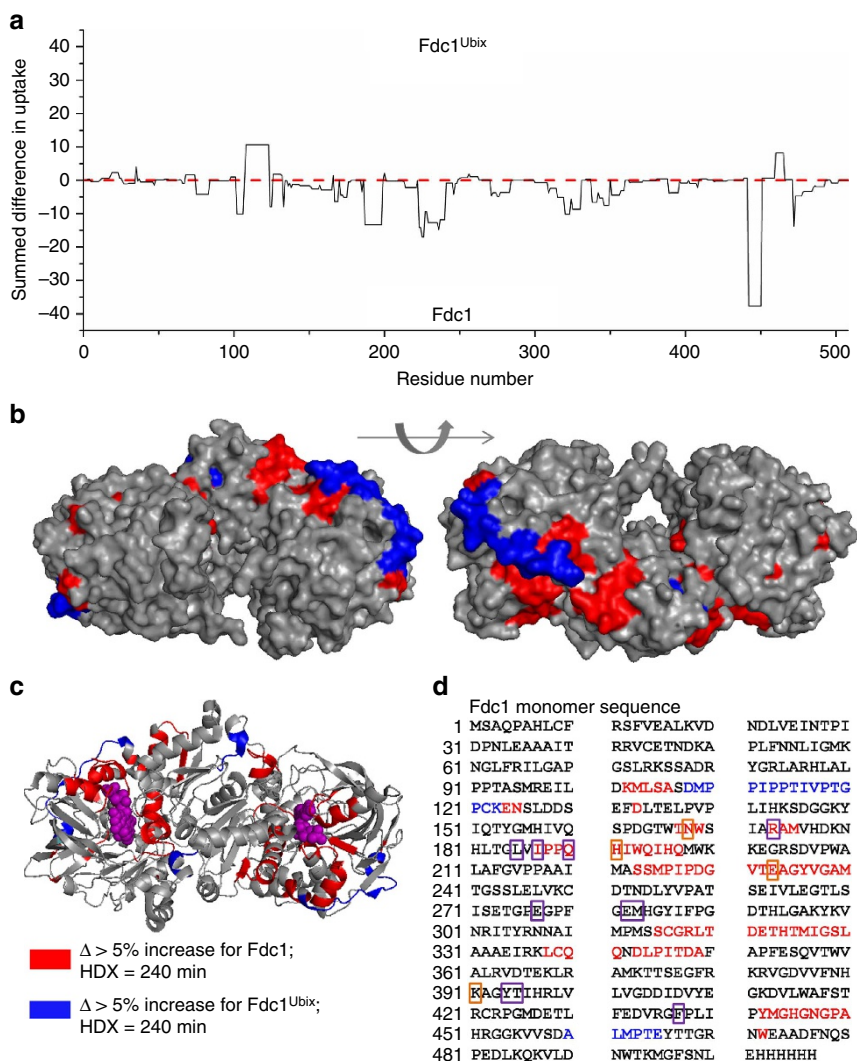 a
Fdc1Ubix
40
30
20
10
0
−10
−20
−30
−40
Summed difference in uptake
Fdc1
0 100 200 300 400 500
Residue number
b
c
Δ > 5% increase for Fdc1;
HDX = 240 min
Δ > 5% increase for Fdc1Ubix;
HDX = 240 min
d
Fdc1 monomer sequence
1 MSAQPAHLCF RSFVEALKVD NDLVEINTPI
31 DPNLEAAAIT RRVCETNDKA PLFNNLIGMK
61 NGLFRILGAP GSLRKSSADR YGRLARHLAL
91 PPTASMREIL DKMLSASDMP PIPPTIVPTG
121 PCKENSLDDS EFDLTELPVP LIHKSDGGKY
151 IQTYGMHIVQ SPDGTWTNWS IARAMVHDKN
181 HLTGLVIPPQ HIWQIHQMWK KEGRSDVPWA
211 LAFGVPPAAI MASSMPIPDG VTEAGYVGAM
241 TGSSLELVKC DTNDLYVPAT SEIVLEGTLS
271 ISETGPEGPF GEMHGYIFPG DTHLGAKYKV
301 NRITYRNNAI MPMSSCGRLT DETHTMIGSL
331 AAAEIRKLCQ QNDLPITDAF APFESQVTWV
361 ALRVDTEKLR AMKTTSEGFR KRVGDVVFNH
391 KAGYTIHRLV LVGDDIDVYE GKDVLWAFST
421 RCRPGMDETL FEDVRGFPLI PYMGHGNGPA
451 HRGGKVVSDA LMPTEYTTGR NWEAADFNQS
481 PEDLKQKVLD NWTKMGFSNL EHHHHHH